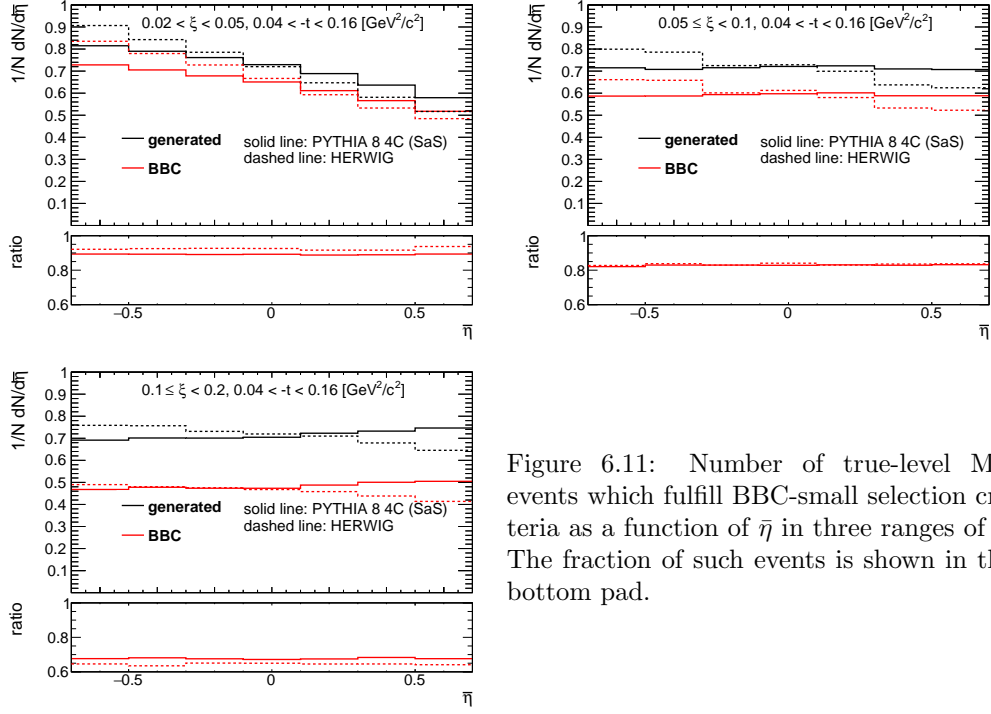 1/N dN/dη̄
1
0.9
0.8
0.7
0.6
0.5
0.4
0.3
0.2
0.1
0.02 < ξ < 0.05, 0.04 < -t < 0.16 [GeV²/c²]
generated
BBC
solid line: PYTHIA 8 4C (SaS)
dashed line: HERWIG
ratio
1
0.8
0.6
−0.5
0
0.5
η̄
1/N dN/dη̄
1
0.9
0.8
0.7
0.6
0.5
0.4
0.3
0.2
0.1
0.05 ≤ ξ < 0.1, 0.04 < -t < 0.16 [GeV²/c²]
generated
BBC
solid line: PYTHIA 8 4C (SaS)
dashed line: HERWIG
ratio
1
0.8
0.6
−0.5
0
0.5
η̄
1/N dN/dη̄
1
0.9
0.8
0.7
0.6
0.5
0.4
0.3
0.2
0.1
0.1 ≤ ξ < 0.2, 0.04 < -t < 0.16 [GeV²/c²]
generated
BBC
solid line: PYTHIA 8 4C (SaS)
dashed line: HERWIG
ratio
1
0.8
0.6
−0.5
0
0.5
η̄
Figure 6.11: Number of true-level M
events which fulfill BBC-small selection cr
teria as a function of η̄ in three ranges of
The fraction of such events is shown in th
bottom pad.